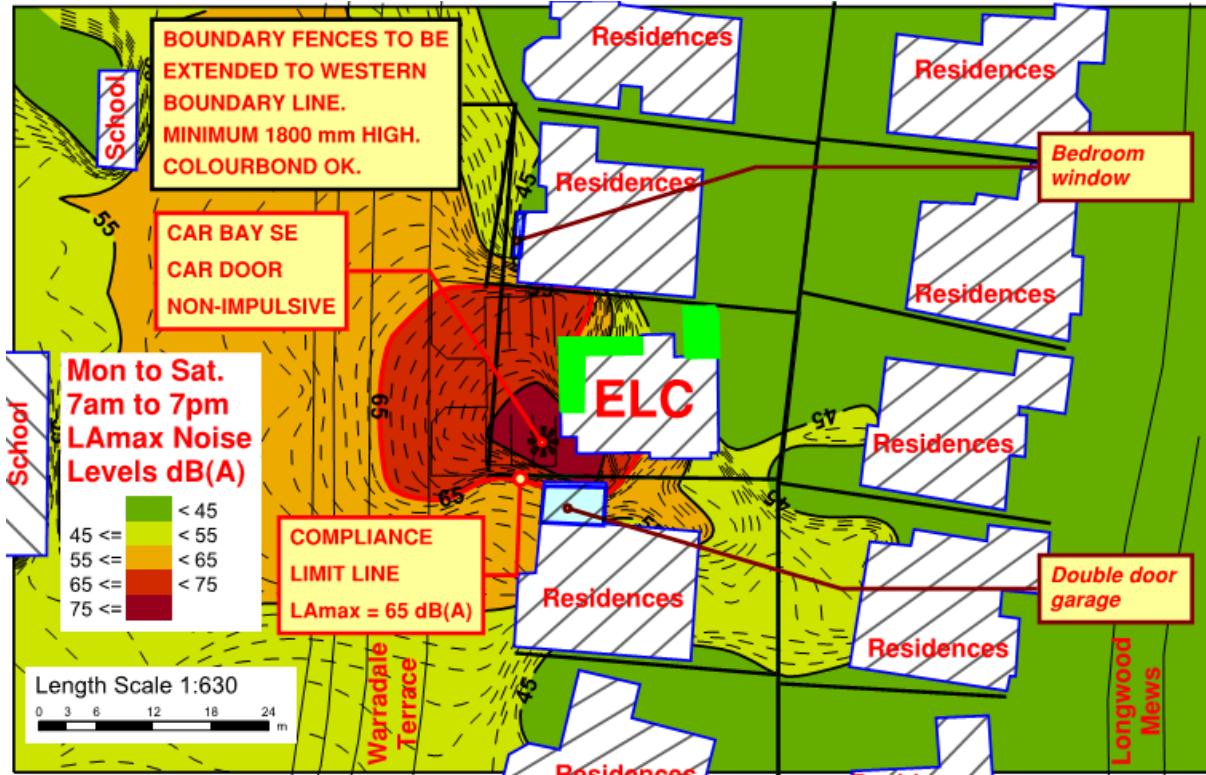 BOUNDARY FENCES TO BE
EXTENDED TO WESTERN
BOUNDARY LINE.
MINIMUM 1800 mm HIGH.
COLOURBOND OK.
Residences
Residences
School
Bedroom
window
Residences
45
55
CAR BAY SE
CAR DOOR
NON-IMPULSIVE
Residences
Mon to Sat.
7am to 7pm
LAmax Noise
Levels dB(A)
< 45
45 <= < 55
55 <= < 65
65 <= < 75
75 <=
School
65
ELC
45
Residences
65
45
5
COMPLIANCE
LIMIT LINE
LAmax = 65 dB(A)
Double door
garage
Residences
Residences
Length Scale 1:630
0 3 6 12 18 24 m
Warradale
Terrace
45
Longwood
Mews
Residences